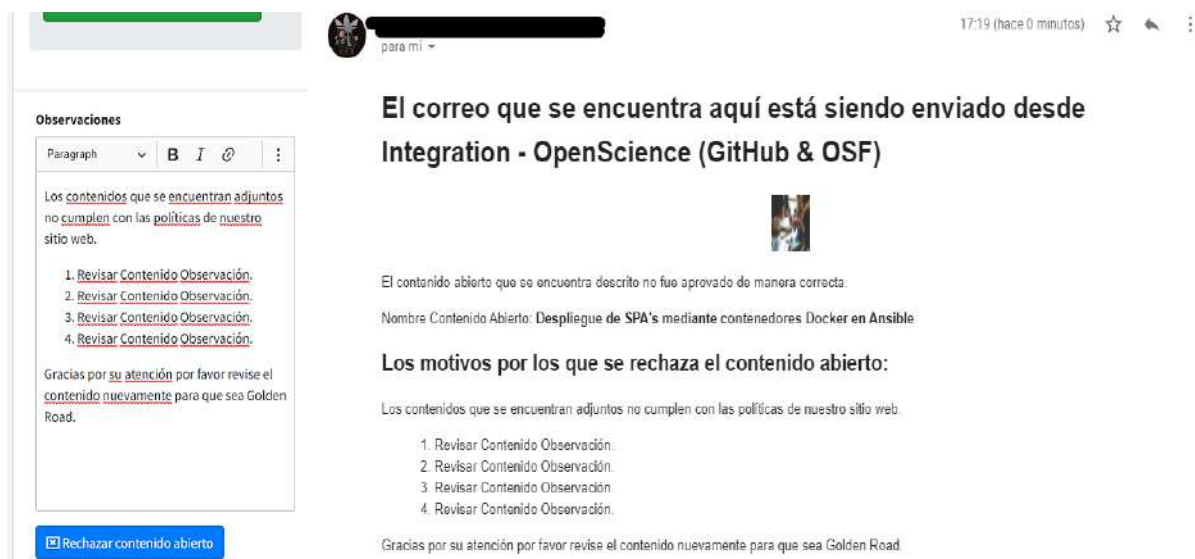 Observaciones
Paragraph B I
Los contenidos que se encuentran adjuntos
no cumplen con las políticas de nuestro
sitio web.
1. Revisar Contenido Observación.
2. Revisar Contenido Observación.
3. Revisar Contenido Observación.
4. Revisar Contenido Observación.
Gracias por su atención por favor revise el
contenido nuevamente para que sea Golden
Road.
Rechazar contenido abierto
17:19 (hace 0 minutos)
para mí
El correo que se encuentra aquí está siendo enviado desde
Integration - OpenScience (GitHub & OSF)
El contenido abierto que se encuentra descrito no fue aprovado de manera correcta.
Nombre Contenido Abierto: Despliegue de SPA's mediante contenedores Docker en Ansible
Los motivos por los que se rechaza el contenido abierto:
Los contenidos que se encuentran adjuntos no cumplen con las políticas de nuestro sitio web.
1. Revisar Contenido Observación.
2. Revisar Contenido Observación.
3. Revisar Contenido Observación.
4. Revisar Contenido Observación.
Gracias por su atención por favor revise el contenido nuevamente para que sea Golden Road.